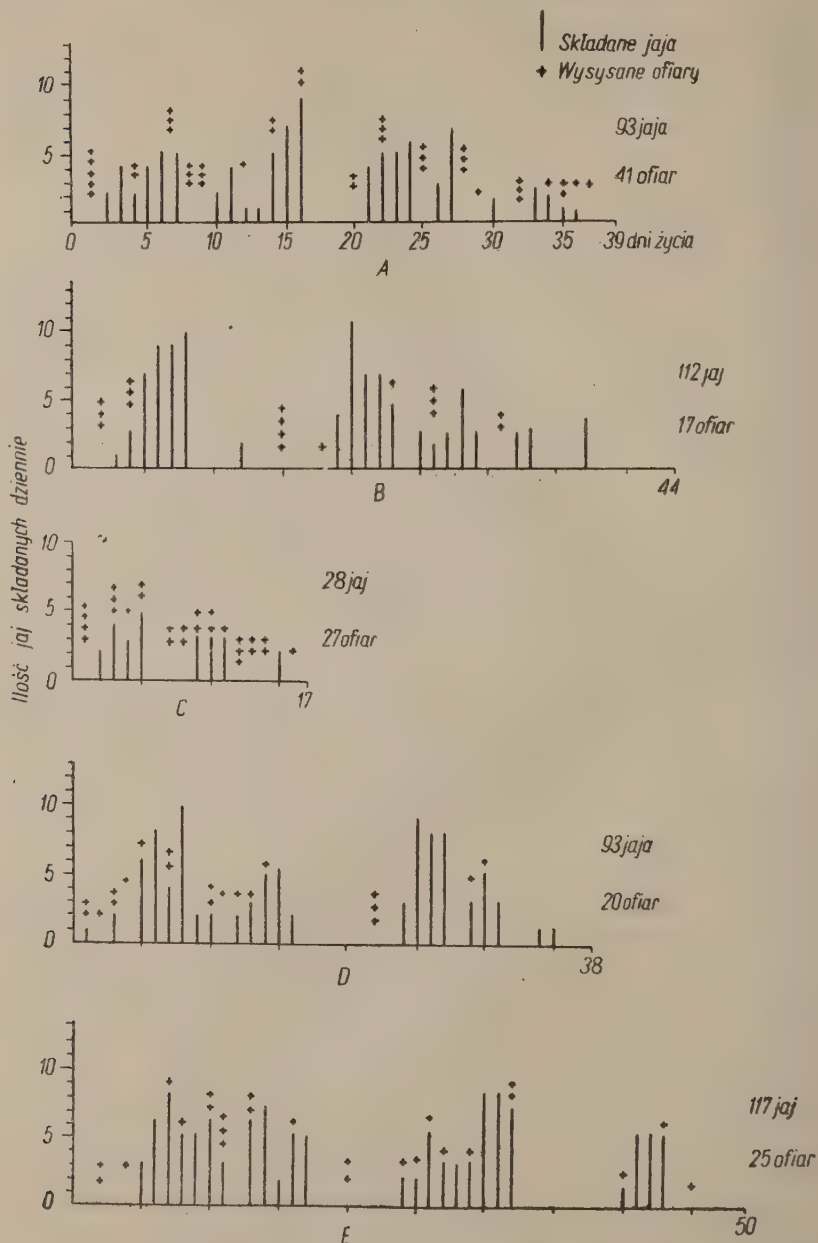 Składane jaja
Wysysane ofiary
10
5
0
93 jaja
41 ofiar
0 5 10 15 20 25 30 35 39 dni życia
A
10
5
0
112 jaj
17 ofiar
B
44
Ilość jaj składanych dziennie
10
5
0
28 jaj
27 ofiar
C
17
10
5
0
93 jaja
20 ofiar
D
38
10
5
0
117 jaj
25 ofiar
E
50